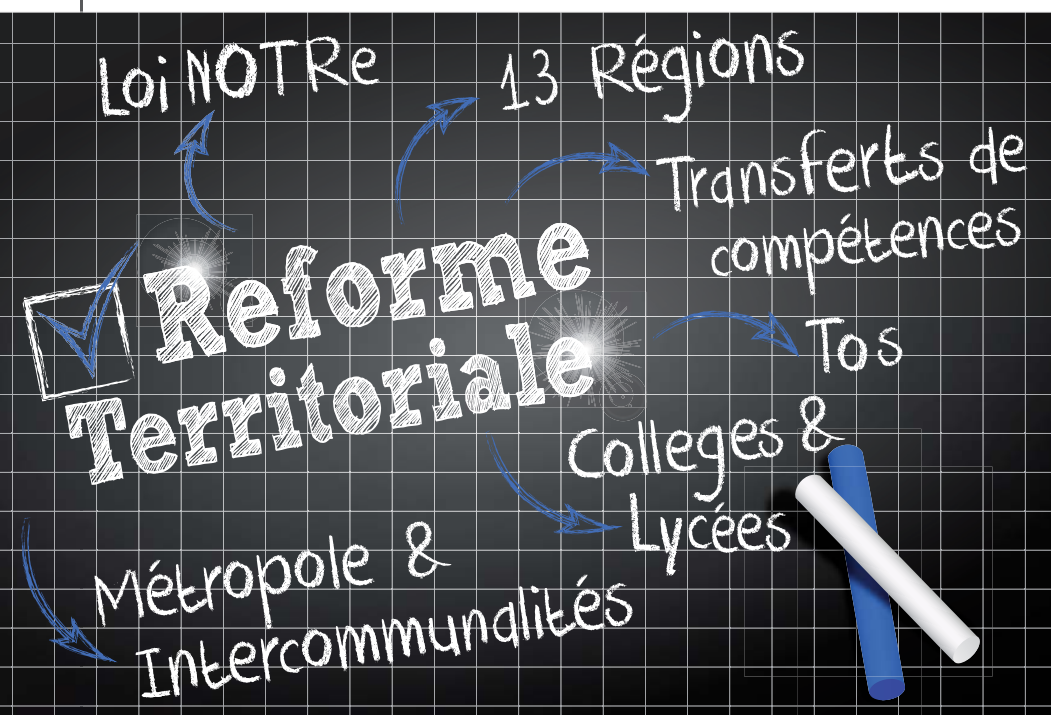 Loi NOTRe
13 Régions
Transferts de
compétences
Reforme
Territoriale
Tos
Colleges &
Lycées
Métropole &
Intercommunalités